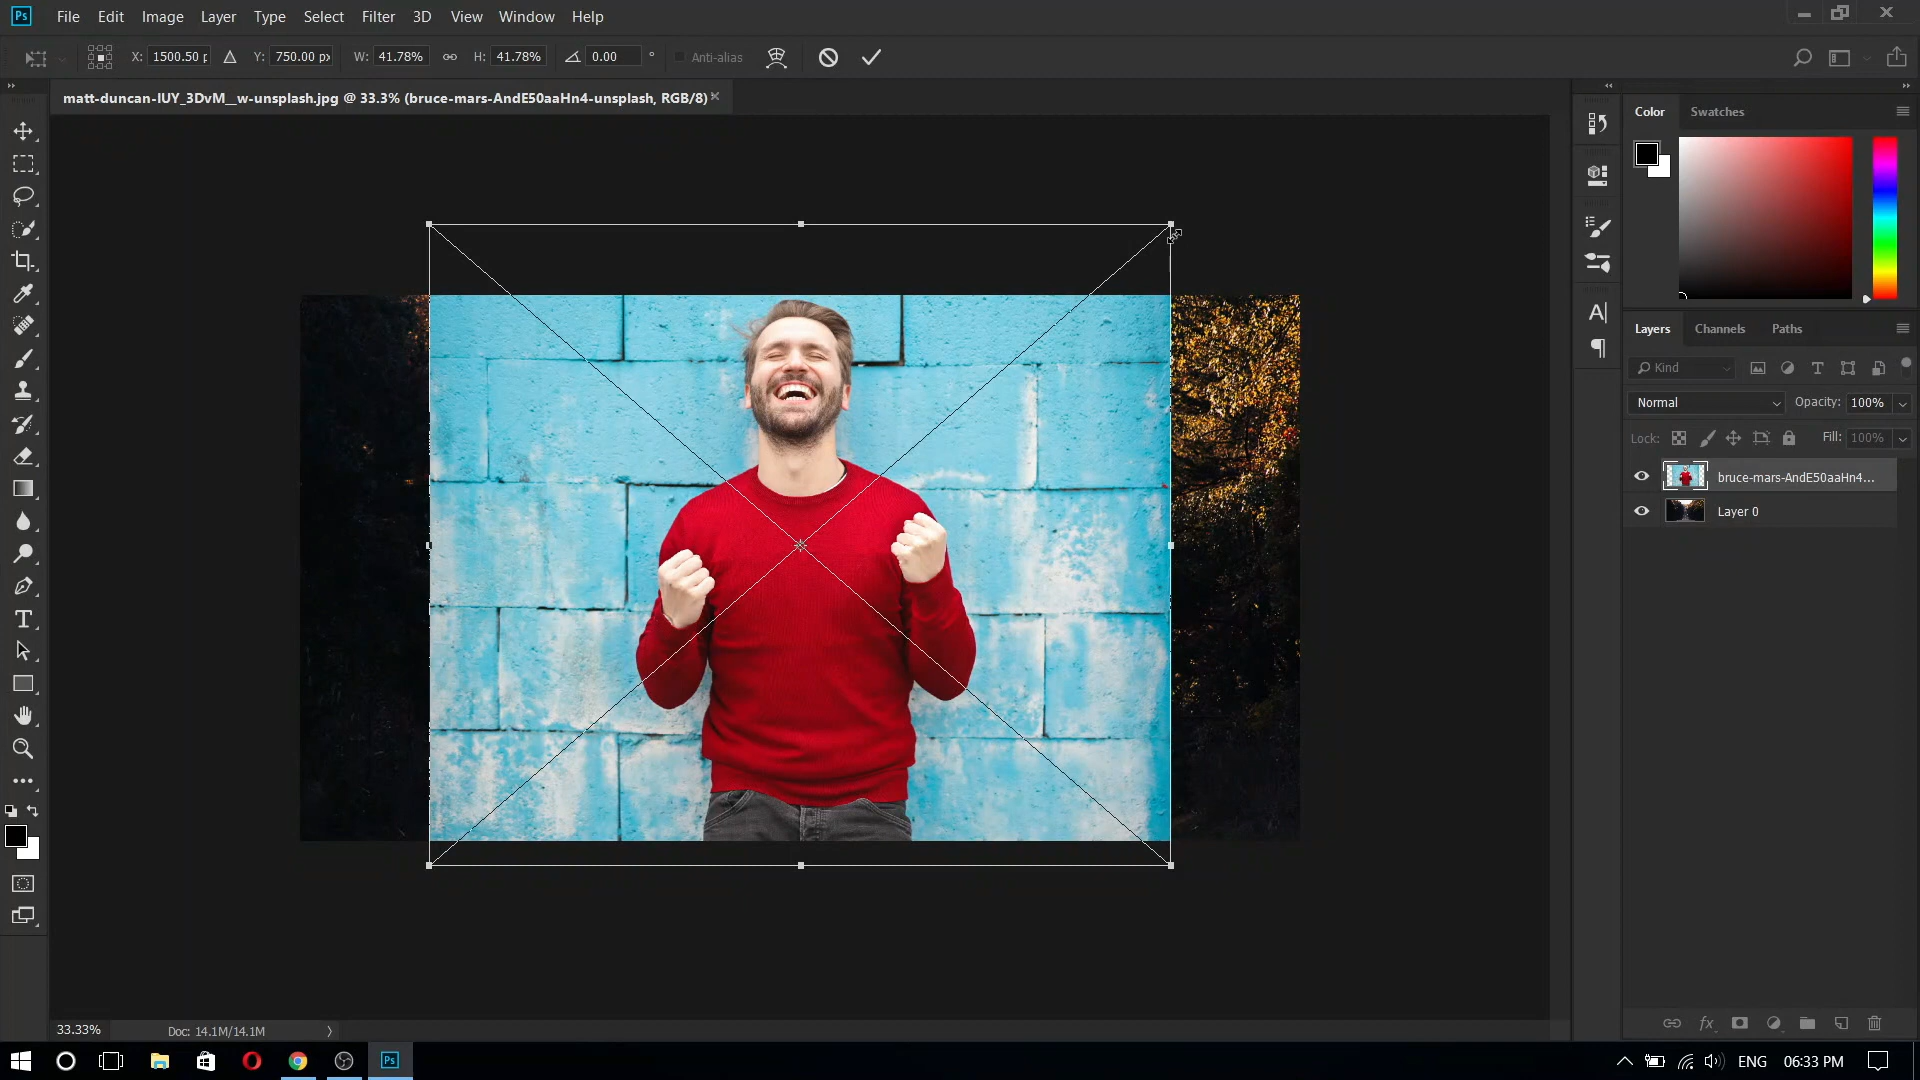 Ps File Edit Image Layer Type Select Filter 3D View Window Help
X: 1500.50 p Y: 750.00 px W: 41.78% H: 41.78% 0.00 ° Anti-alias
matt-duncan-IUY_3DvM__w-unsplash.jpg @ 33.3% (bruce-mars-AndE50aaHn4-unsplash, RGB/8)
Color Swatches
Layers Channels Paths
Kind
Normal Opacity: 100%
Lock: Fill: 100%
bruce-mars-AndE50aaHn4...
Layer 0
fx
33.33% Doc: 14.1M/14.1M
Ps ENG 06:33 PM